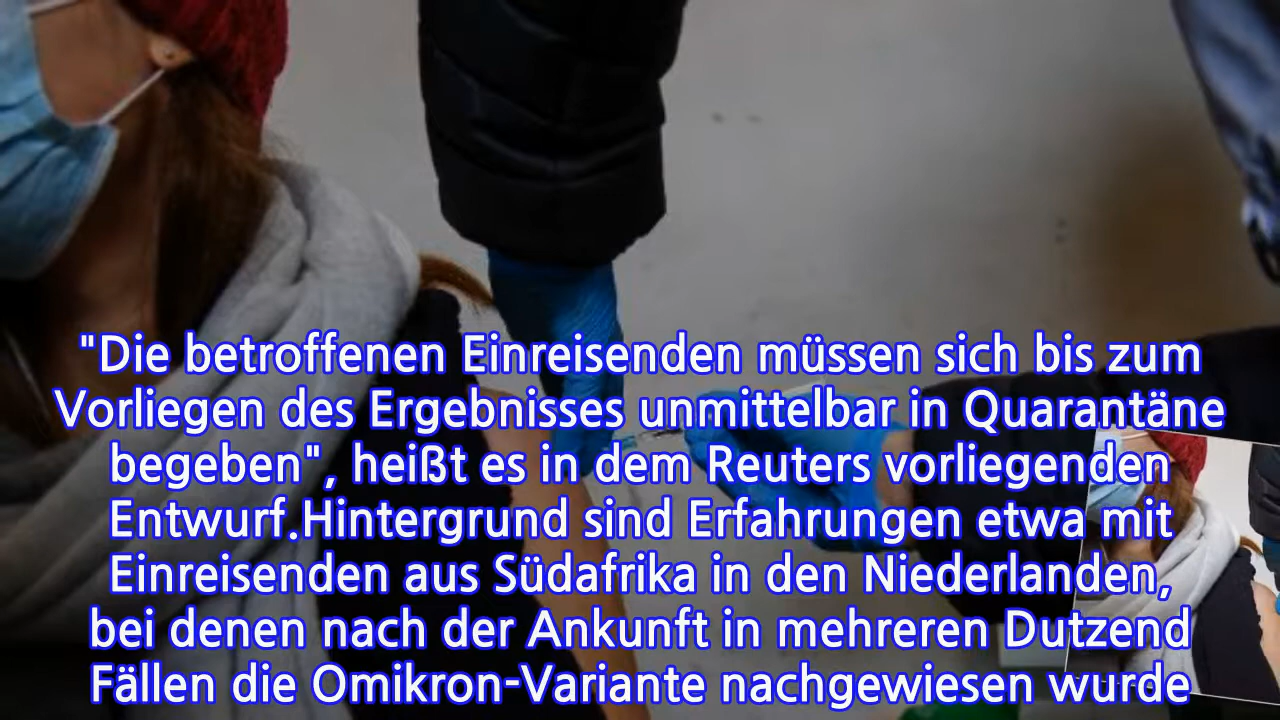 "Die betroffenen Einreisenden müssen sich bis zum
Vorliegen des Ergebnisses unmittelbar in Quarantäne
begeben", heißt es in dem Reuters vorliegenden
Entwurf.Hintergrund sind Erfahrungen etwa mit
Einreisenden aus Südafrika in den Niederlanden,
bei denen nach der Ankunft in mehreren Dutzend
Fällen die Omikron-Variante nachgewiesen wurde